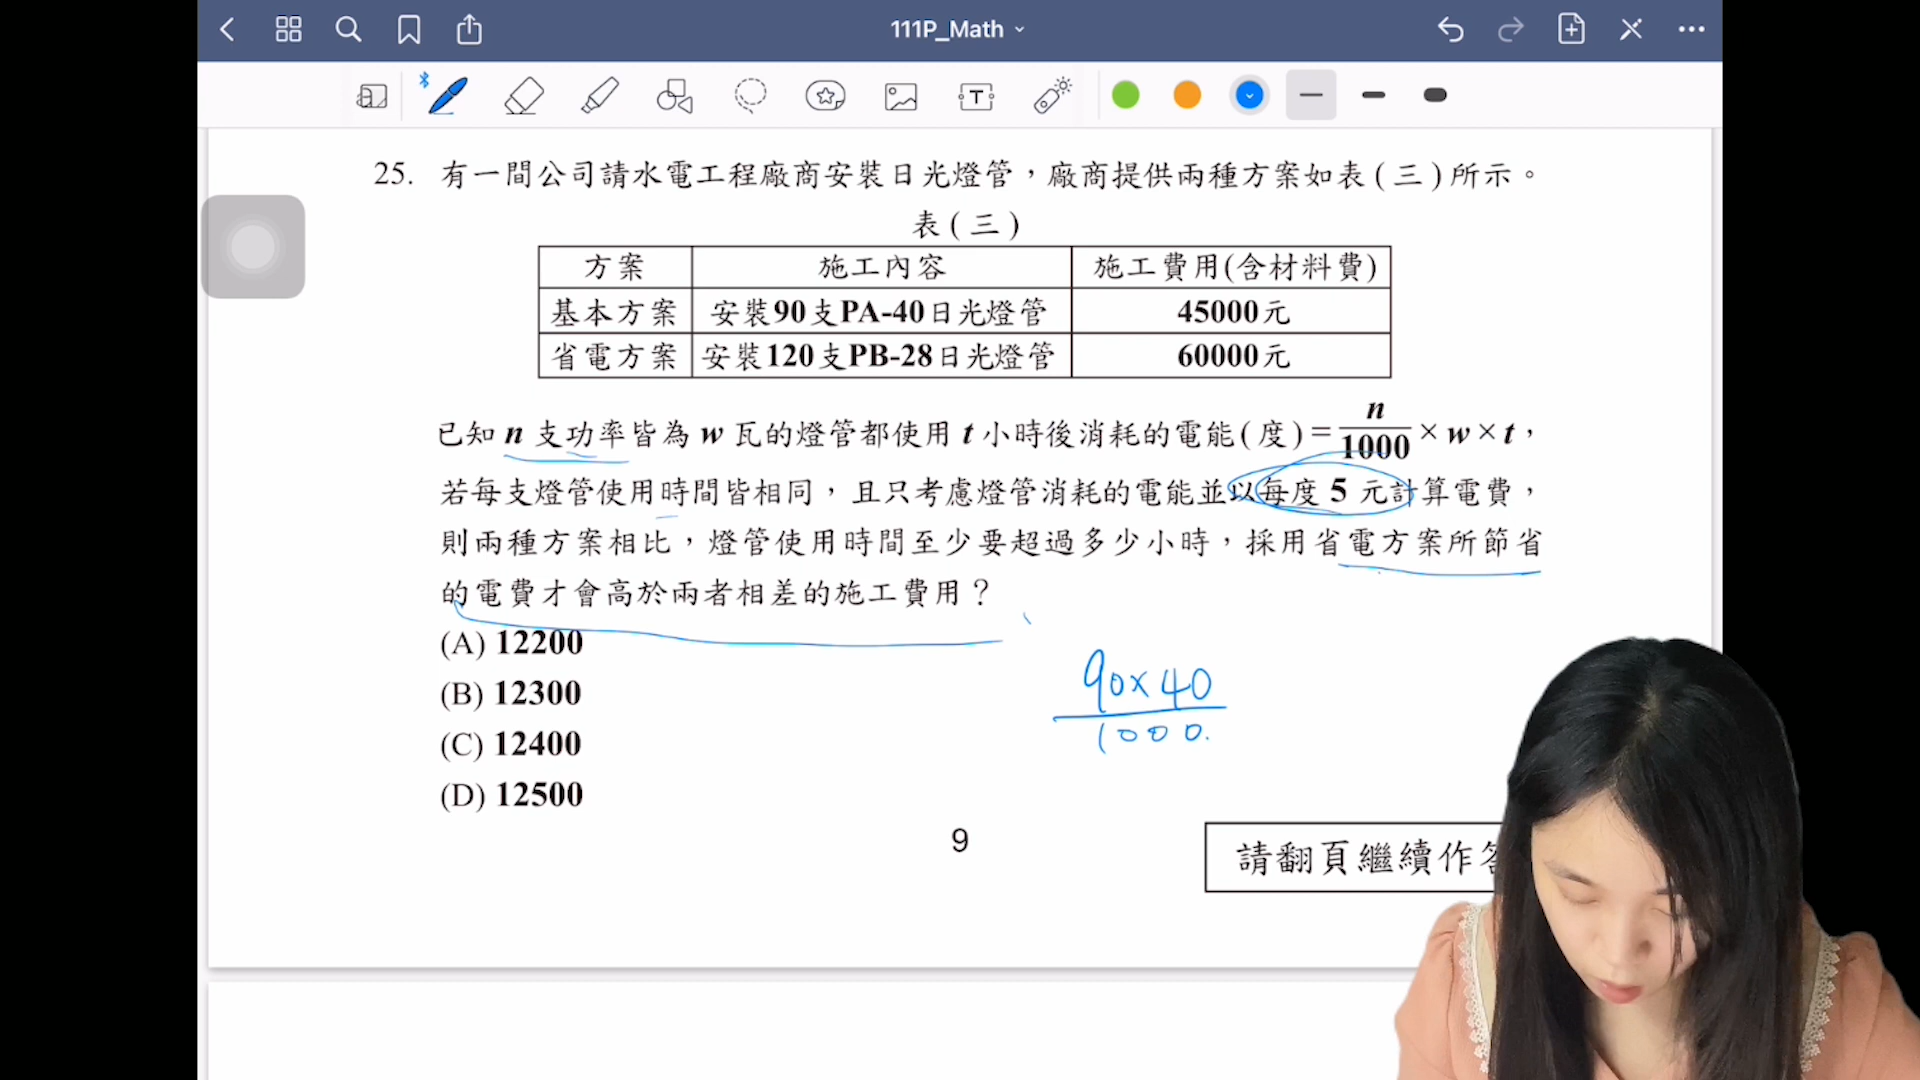 111P_Math
25. 有一間公司請水電工程廠商安裝日光燈管，廠商提供兩種方案如表(三)所示。
表(三)
方案 施工內容 施工費用(含材料費)
基本方案 安裝90支PA-40日光燈管 45000元
省電方案 安裝120支PB-28日光燈管 60000元
已知 n 支功率皆為 w 瓦的燈管都使用 t 小時後消耗的電能(度)=n/1000×w×t，
若每支燈管使用時間皆相同，且只考慮燈管消耗的電能並以每度 5 元計算電費，
則兩種方案相比，燈管使用時間至少要超過多少小時，採用省電方案所節省
的電費才會高於兩者相差的施工費用？
(A) 12200
(B) 12300
(C) 12400
(D) 12500
90×40
1000.
9
請翻頁繼續作